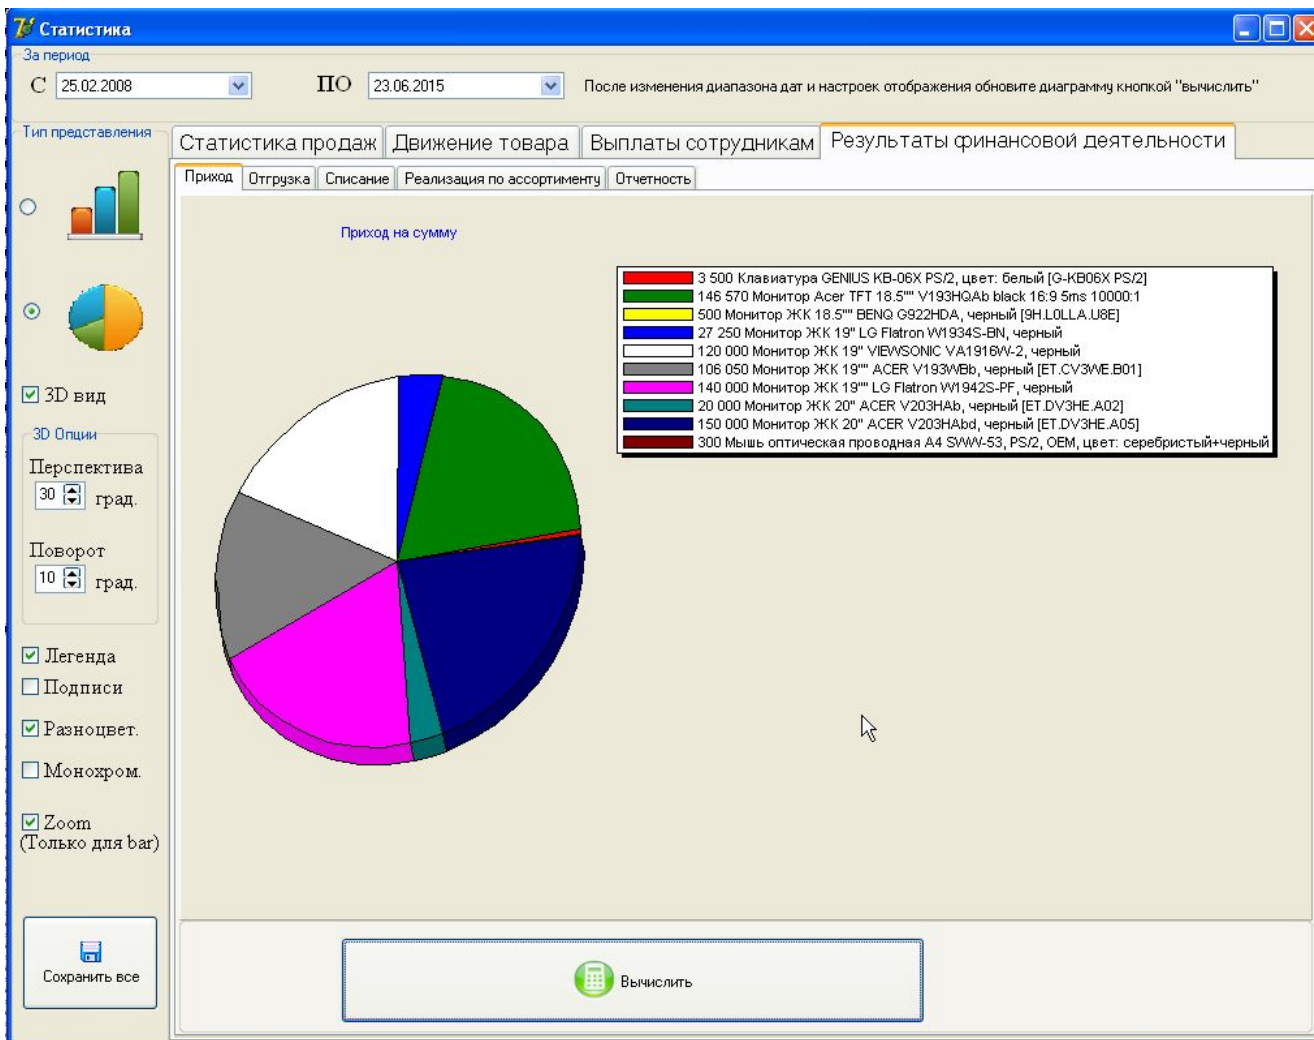 Статистика
За период
С 25.02.2008 ПО 23.06.2015 После изменения диапазона дат и настроек отображения обновите диаграмму кнопкой "вычислить"
Тип представления
Статистика продаж Движение товара Выплаты сотрудникам Результаты финансовой деятельности
Приход Отгрузка Списание Реализация по ассортименту Отчетность
Приход на сумму
3 500 Клавиатура GENIUS KB-06X PS/2, цвет: белый [G-KB06X PS/2]
146 570 Монитор Acer TFT 18.5"" V193HQAb black 16:9 5ms 10000:1
500 Монитор ЖК 18.5"" BENQ G922HDA, черный [9H.L0LLA.U8E]
27 250 Монитор ЖК 19" LG Flatron W1934S-BN, черный
120 000 Монитор ЖК 19" VIEWSONIC VA1916W-2, черный
106 050 Монитор ЖК 19"" ACER V193WBb, черный [ET.CV3WE.B01]
140 000 Монитор ЖК 19"" LG Flatron W1942S-PF, черный
20 000 Монитор ЖК 20" ACER V203HAb, черный [ET.DV3HE.A02]
150 000 Монитор ЖК 20" ACER V203HAbd, черный [ET.DV3HE.A05]
300 Мышь оптическая проводная A4 SWW-53, PS/2, OEM, цвет: серебристый+черный
3D вид
3D Опции
Перспектива
30 град.
Поворот
10 град.
Легенда
Подписи
Разноцвет.
Монохром.
Zoom
(Только для bar)
Сохранить все
Вычислить